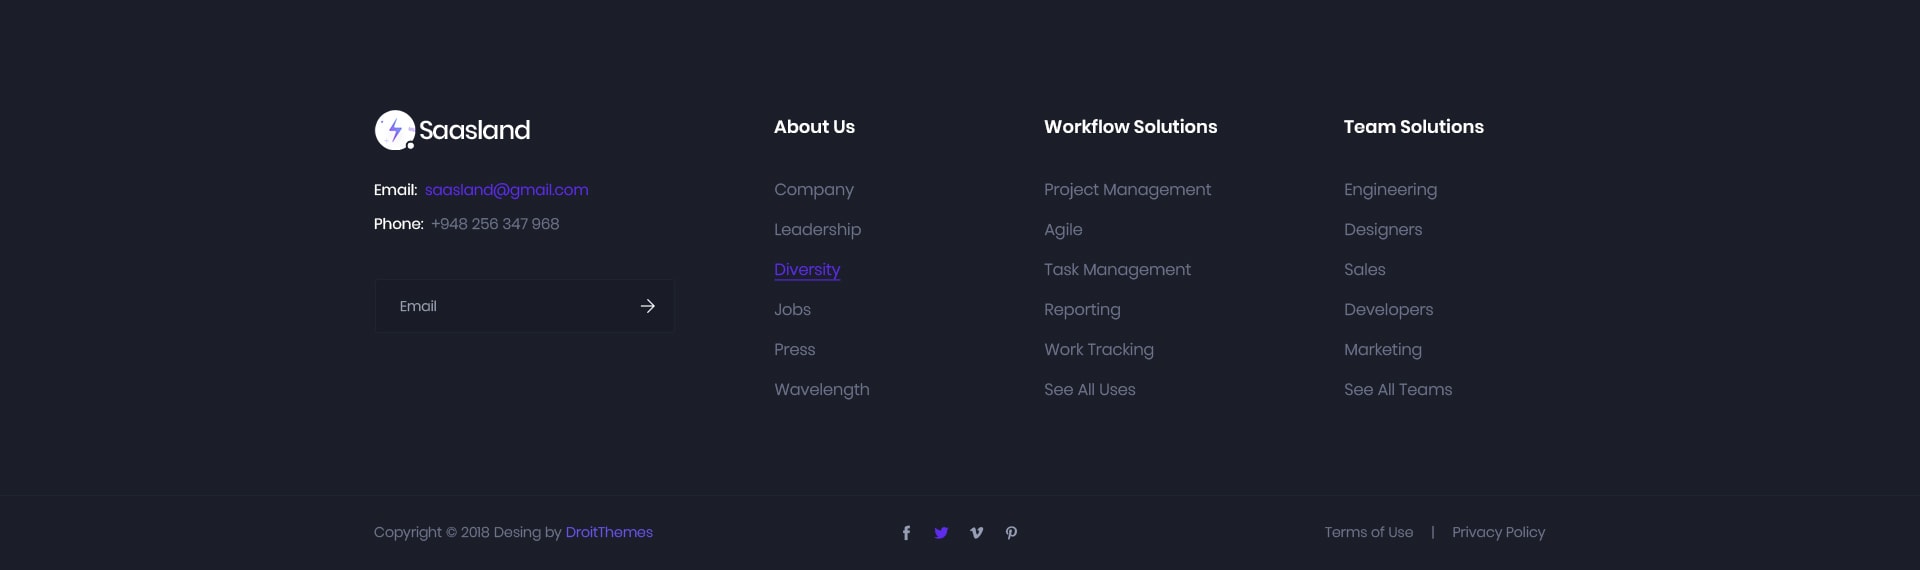 Saasland
Email: saasland@gmail.com
Phone: +948 256 347 968
Email
About Us
Company
Leadership
Diversity
Jobs
Press
Wavelength
Workflow Solutions
Project Management
Agile
Task Management
Reporting
Work Tracking
See All Uses
Team Solutions
Engineering
Designers
Sales
Developers
Marketing
See All Teams
Copyright © 2018 Desing by DroitThemes
Terms of Use | Privacy Policy